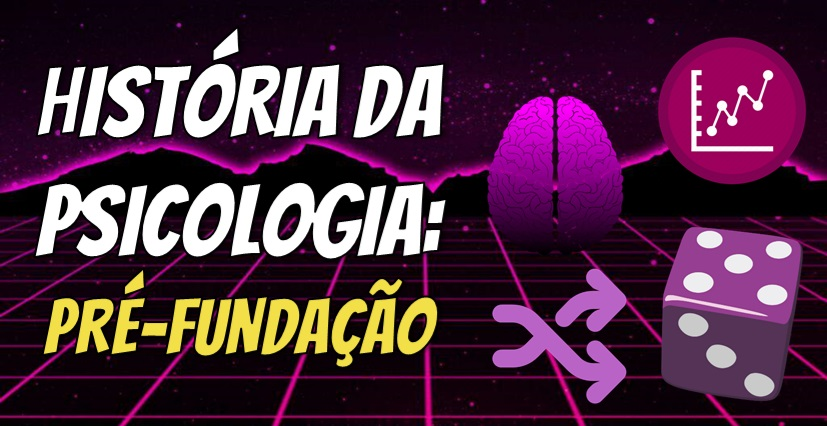 HISTÓRIA DA
PSICOLOGIA:
PRÉ-FUNDAÇÃO